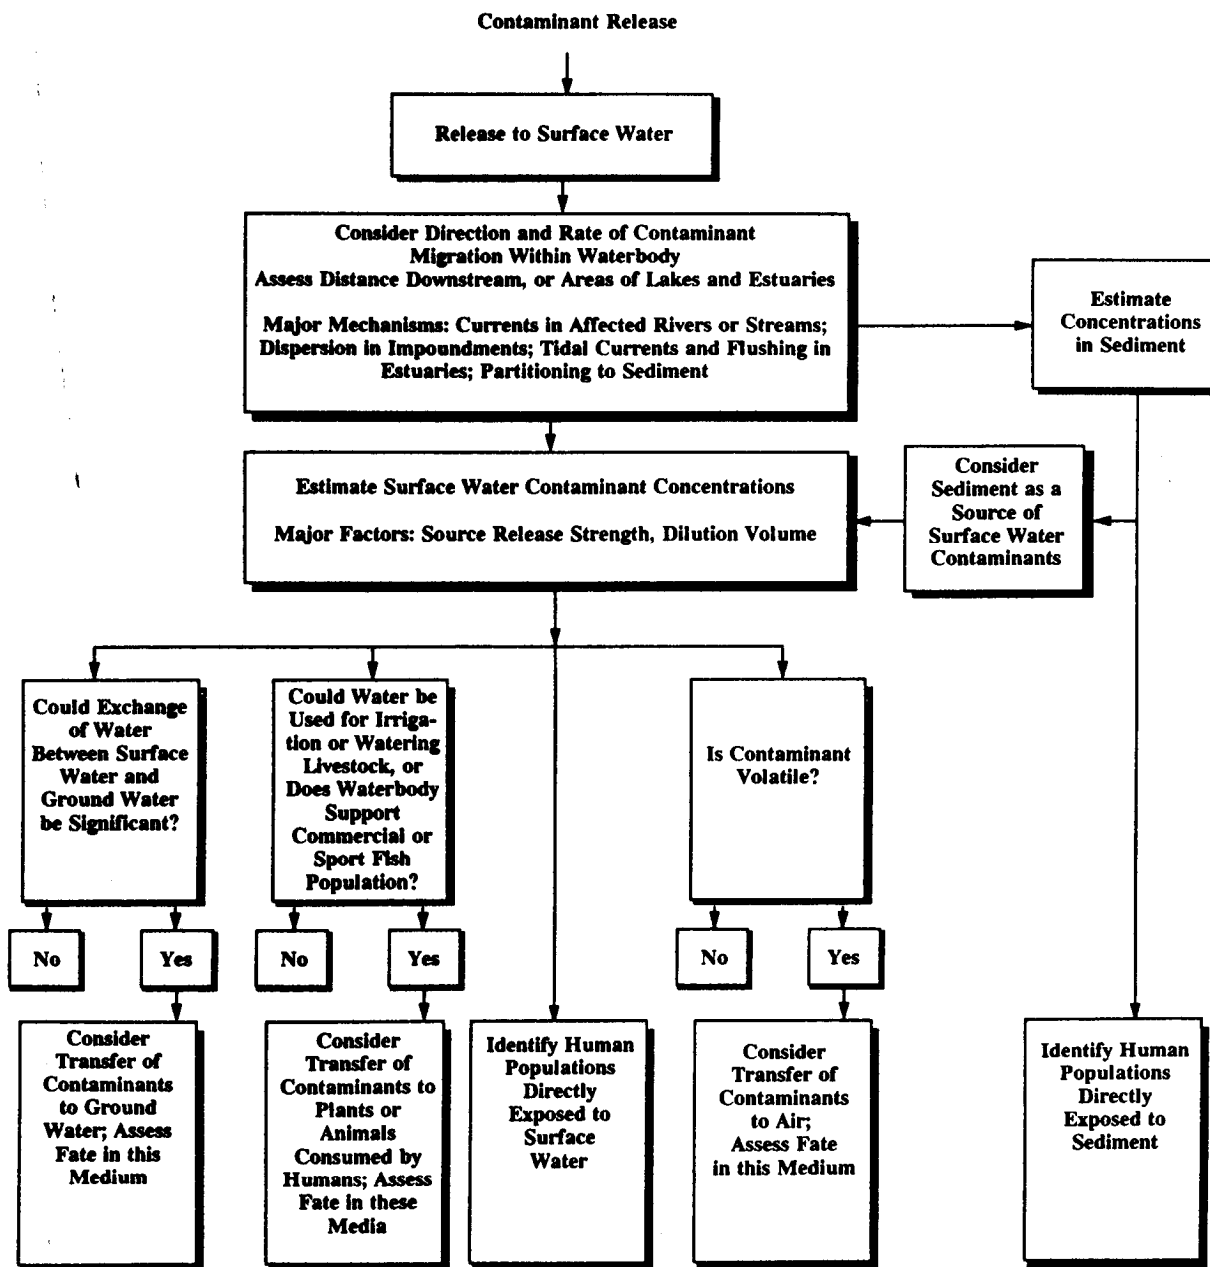 Contaminant Release
Release to Surface Water
Consider Direction and Rate of Contaminant
Migration Within Waterbody
Assess Distance Downstream, or Areas of Lakes and Estuaries
Major Mechanisms: Currents in Affected Rivers or Streams;
Dispersion in Impoundments; Tidal Currents and Flushing in
Estuaries; Partitioning to Sediment
Estimate
Concentrations
in Sediment
Estimate Surface Water Contaminant Concentrations
Major Factors: Source Release Strength, Dilution Volume
Consider
Sediment as a
Source of
Surface Water
Contaminants
Could Exchange
of Water
Between Surface
Water and
Ground Water
be Significant?
Could Water be
Used for Irriga-
tion or Watering
Livestock, or
Does Waterbody
Support
Commercial or
Sport Fish
Population?
Is Contaminant
Volatile?
No
Yes
No
Yes
No
Yes
Consider
Transfer of
Contaminants
to Ground
Water; Assess
Fate in this
Medium
Consider
Transfer of
Contaminants to
Plants or
Animals
Consumed by
Humans; Assess
Fate in these
Media
Identify Human
Populations
Directly
Exposed to
Surface
Water
Consider
Transfer of
Contaminants
to Air;
Assess Fate
in this Medium
Identify Human
Populations
Directly
Exposed to
Sediment